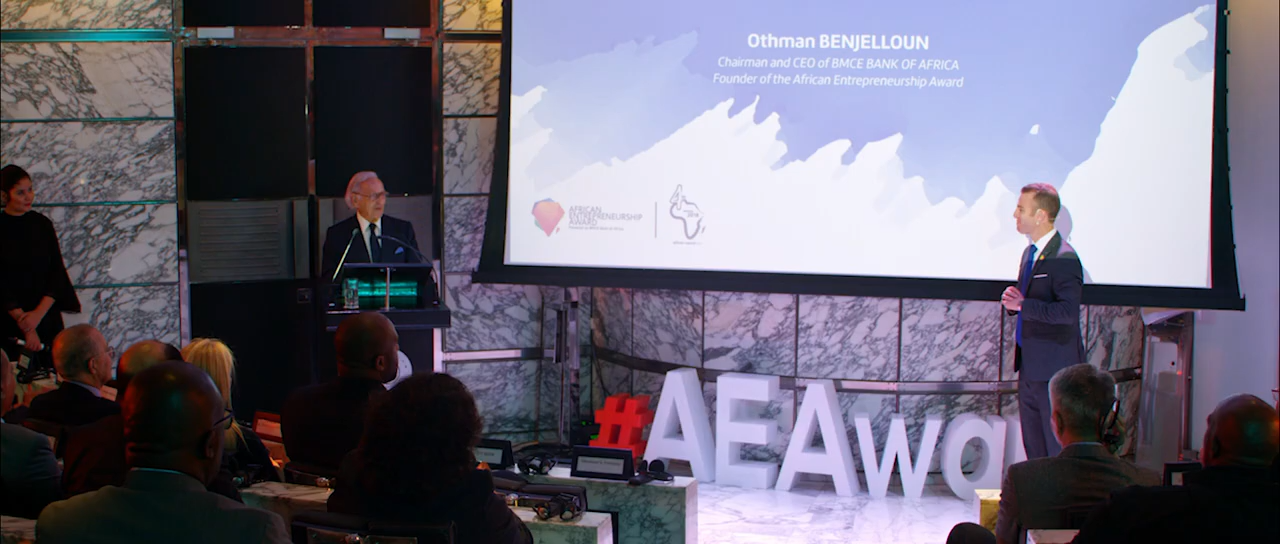 Othman BENJELLOUN
Chairman and CEO of BMCE BANK OF AFRICA
Founder of the African Entrepreneurship Award
AFRICAN
ENTREPRENEURSHIP
AWARD
#AEAwa